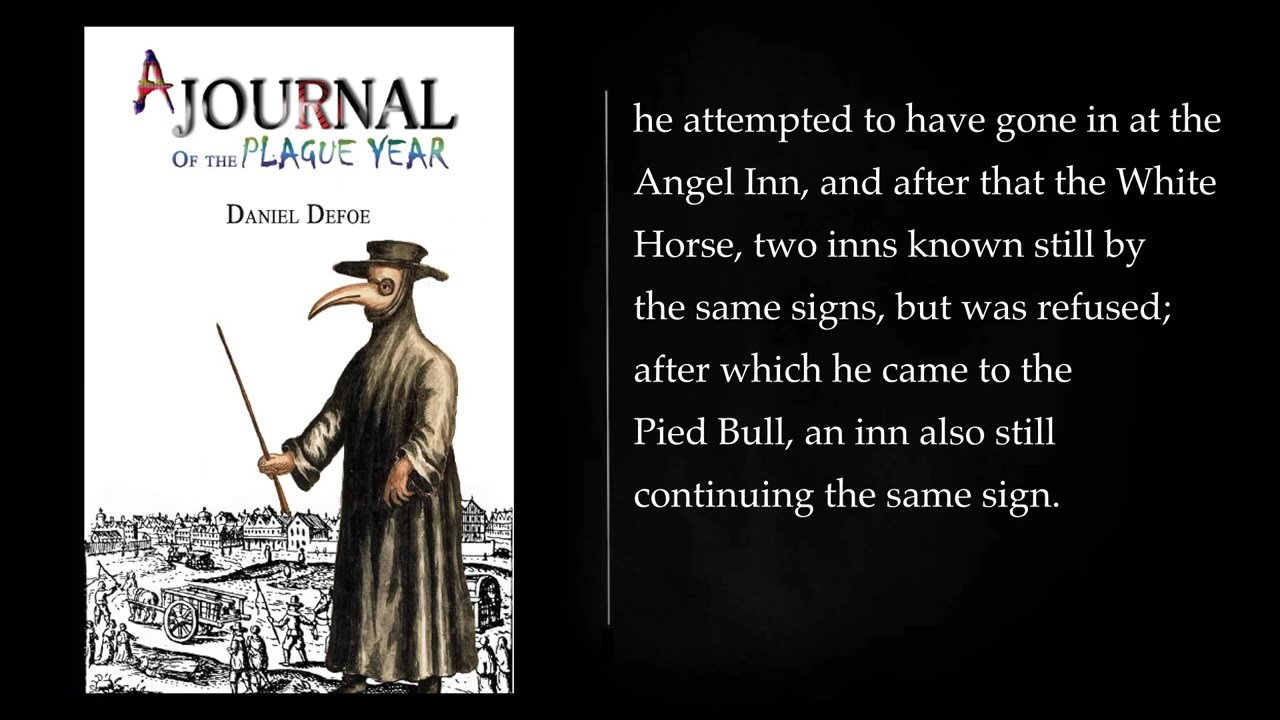 A JOURNAL
OF THE PLAGUE YEAR
DANIEL DEFOE
he attempted to have gone in at the
Angel Inn, and after that the White
Horse, two inns known still by
the same signs, but was refused;
after which he came to the
Pied Bull, an inn also still
continuing the same sign.